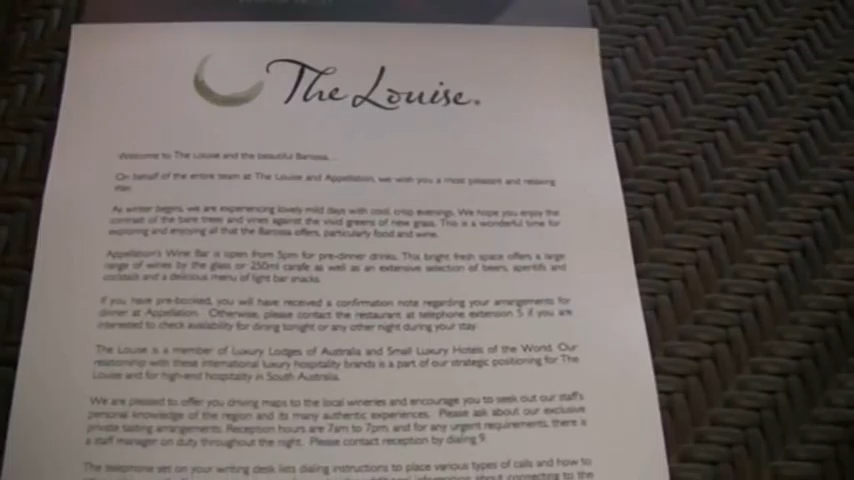 The Louise.
Welcome to The Louise and the beautiful Barossa...
On behalf of the entire team at The Louise and Appellation, we wish you a most pleasant and relaxing
stay.
As winter begins, we are experiencing lovely mild days with cool, crisp evenings. We hope you enjoy the
contrast of the bare trees and vines against the vivid greens of new grass. This is a wonderful time for
exploring and enjoying all that the Barossa offers, particularly food and wine.
Appellation's Wine Bar is open from 5pm for pre-dinner drinks. This bright fresh space offers a large
range of wines by the glass or 250ml carafe as well as an extensive selection of beers, aperitifs and
cocktails and a delicious menu of light bar snacks.
If you have pre-booked, you will have received a confirmation note regarding your arrangements for
dinner at Appellation. Otherwise, please contact the restaurant at telephone extension 5 if you are
interested to check availability for dining tonight or any other night during your stay.
The Louise is a member of Luxury Lodges of Australia and Small Luxury Hotels of the World. Our
relationship with these international luxury hospitality brands is a part of our strategic positioning for The
Louise and for high-end hospitality in South Australia.
We are pleased to offer you driving maps to the local wineries and encourage you to seek out our staff's
personal knowledge of the region and its many authentic experiences. Please ask about our exclusive
private tasting arrangements. Reception hours are 7am to 7pm and for any urgent requirements, there is
a staff manager on duty throughout the night. Please contact reception by dialing 9.
The telephone set on your writing desk lists dialing instructions to place various types of calls and how to
information about connecting to the